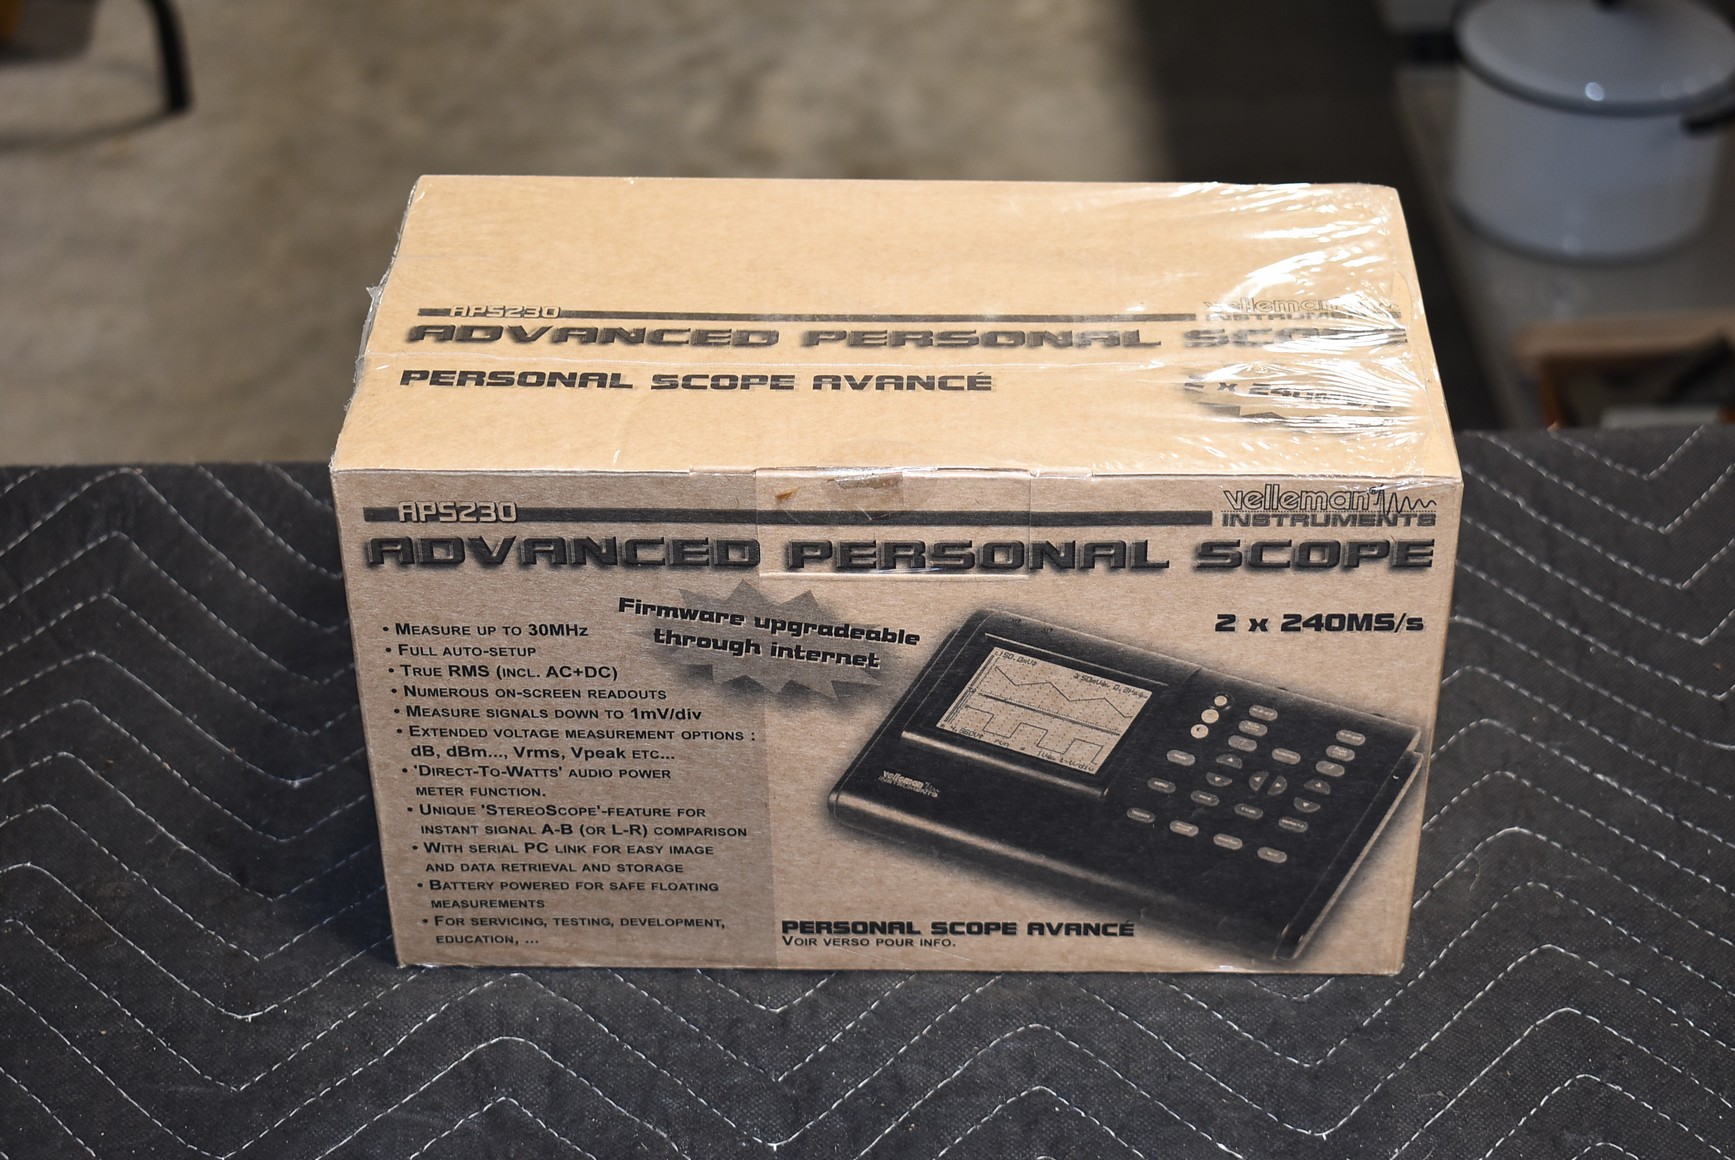 APS230
velleman
INSTRUMENTS
ADVANCED PERSONAL SCOPE
PERSONAL SCOPE AVANCÉ
2 x 240MS/s
APS230
velleman
INSTRUMENTS
ADVANCED PERSONAL SCOPE
Firmware upgradeable
through internet
2 x 240MS/s
• MEASURE UP TO 30MHz
• FULL AUTO-SETUP
• TRUE RMS (INCL. AC+DC)
• NUMEROUS ON-SCREEN READOUTS
• MEASURE SIGNALS DOWN TO 1mV/div
• EXTENDED VOLTAGE MEASUREMENT OPTIONS :
dB, dBm..., Vrms, Vpeak ETC...
• 'DIRECT-TO-WATTS' AUDIO POWER
METER FUNCTION.
• UNIQUE 'STEREOSCOPE'-FEATURE FOR
INSTANT SIGNAL A-B (OR L-R) COMPARISON
• WITH SERIAL PC LINK FOR EASY IMAGE
AND DATA RETRIEVAL AND STORAGE
• BATTERY POWERED FOR SAFE FLOATING
MEASUREMENTS
• FOR SERVICING, TESTING, DEVELOPMENT,
EDUCATION, ...
velleman
INSTRUMENTS
PERSONAL SCOPE AVANCÉ
VOIR VERSO POUR INFO.